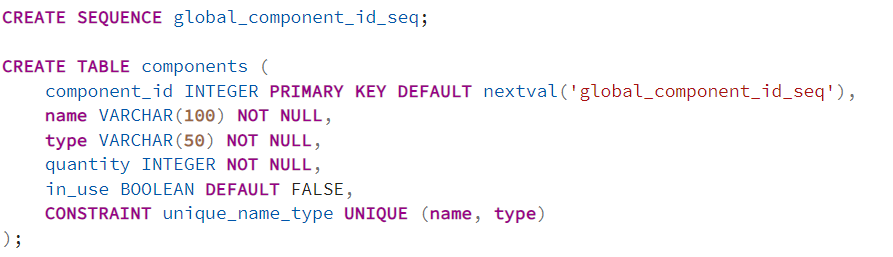 CREATE SEQUENCE global_component_id_seq;
CREATE TABLE components (
component_id INTEGER PRIMARY KEY DEFAULT nextval('global_component_id_seq'),
name VARCHAR(100) NOT NULL,
type VARCHAR(50) NOT NULL,
quantity INTEGER NOT NULL,
in_use BOOLEAN DEFAULT FALSE,
CONSTRAINT unique_name_type UNIQUE (name, type)
);